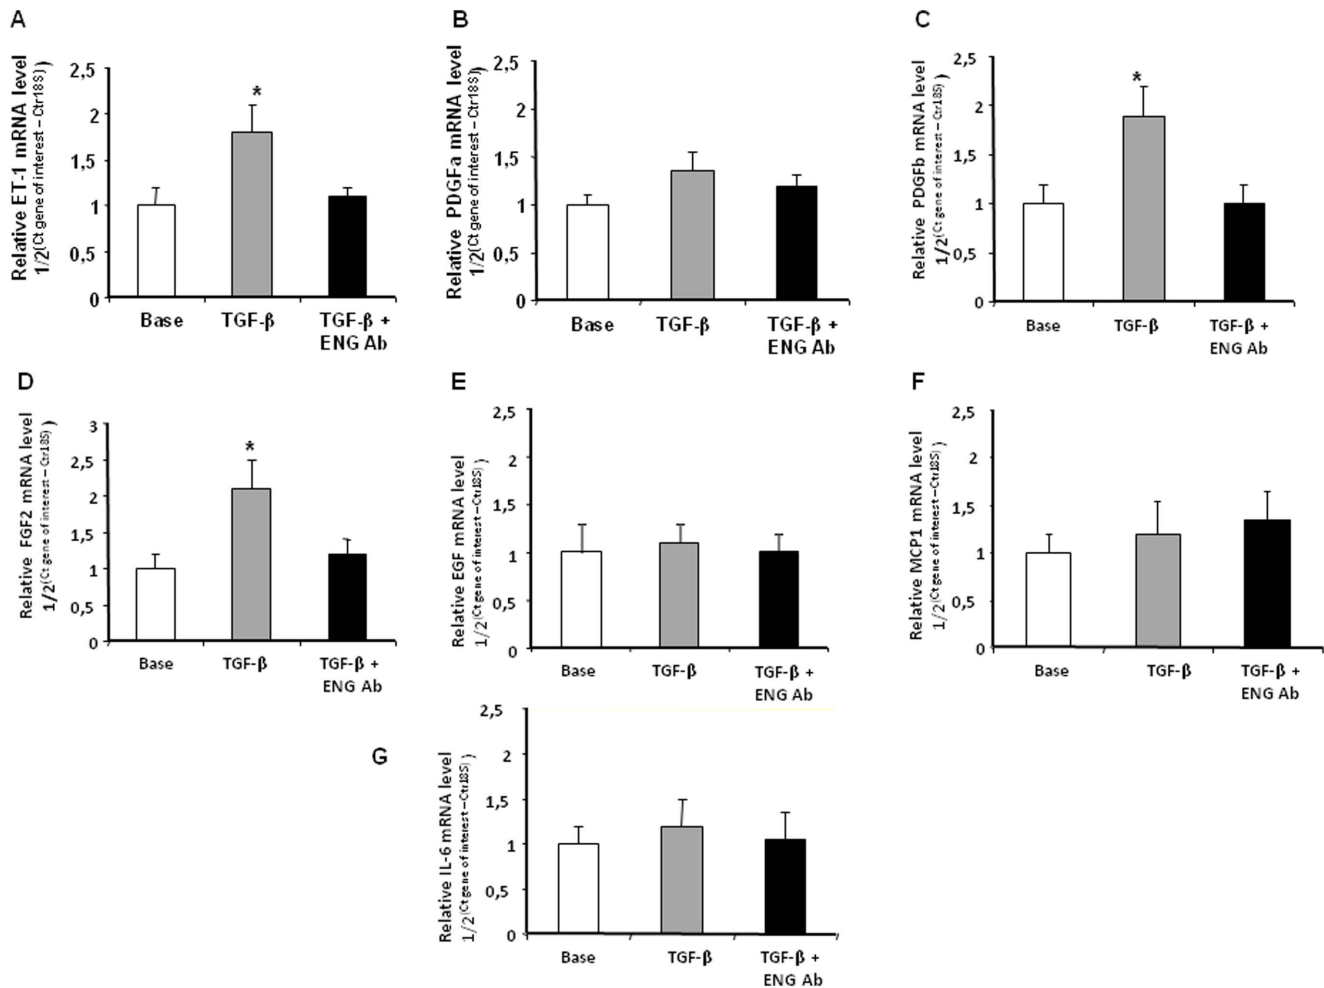 A
Relative ET-1 mRNA level
1/2(Ct gene of interest – Ctr18S))
2,5
2
1,5
1
0,5
0
*
Base
TGF-β
TGF-β +
ENG Ab
B
Relative PDGFa mRNA level
1/2(Ct gene of interest – Ctr18S))
2,5
2
1,5
1
0,5
0
Base
TGF-β
TGF-β +
ENG Ab
C
Relative PDGFb mRNA level
1/2(Ct gene of interest – Ctr18S))
2,5
2
1,5
1
0,5
0
*
Base
TGF-β
TGF-β +
ENG Ab
D
Relative FGF2 mRNA level
1/2(Ct gene of interest – Ctr18S))
3
2,5
2
1,5
1
0,5
0
*
Base
TGF-β
TGF-β +
ENG Ab
E
Relative EGF mRNA level
1/2(Ct gene of interest – Ctr18S))
2,5
2
1,5
1
0,5
0
Base
TGF-β
TGF-β +
ENG Ab
F
Relative MCP1 mRNA level
1/2(Ct gene of interest – Ctr18S))
2,5
2
1,5
1
0,5
0
Base
TGF-β
TGF-β +
ENG Ab
G
Relative IL-6 mRNA level
1/2(Ct gene of interest – Ctr18S))
2,5
2
1,5
1
0,5
0
Base
TGF-β
TGF-β +
ENG Ab